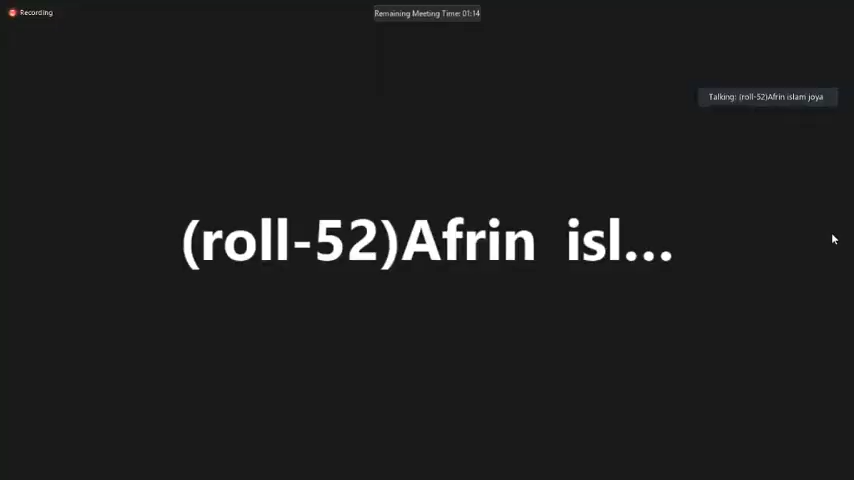 Recording
Remaining Meeting Time: 01:14
Talking: (roll-52)Afrin islam joya
(roll-52)Afrin isl...